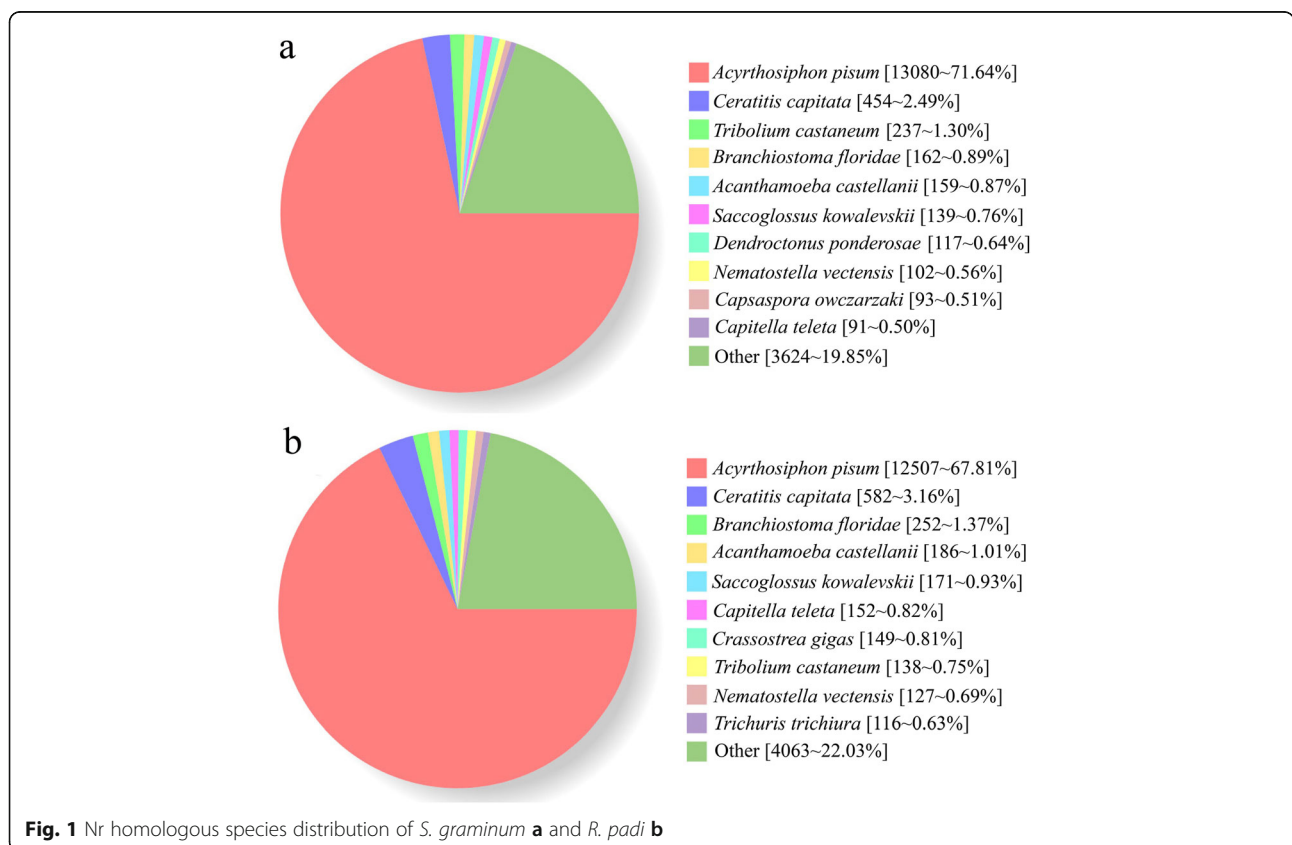 a
Acyrthosiphon pisum [13080~71.64%]
Ceratitis capitata [454~2.49%]
Tribolium castaneum [237~1.30%]
Branchiostoma floridae [162~0.89%]
Acanthamoeba castellanii [159~0.87%]
Saccoglossus kowalevskii [139~0.76%]
Dendroctonus ponderosae [117~0.64%]
Nematostella vectensis [102~0.56%]
Capsaspora owczarzaki [93~0.51%]
Capitella teleta [91~0.50%]
Other [3624~19.85%]
b
Acyrthosiphon pisum [12507~67.81%]
Ceratitis capitata [582~3.16%]
Branchiostoma floridae [252~1.37%]
Acanthamoeba castellanii [186~1.01%]
Saccoglossus kowalevskii [171~0.93%]
Capitella teleta [152~0.82%]
Crassostrea gigas [149~0.81%]
Tribolium castaneum [138~0.75%]
Nematostella vectensis [127~0.69%]
Trichuris trichiura [116~0.63%]
Other [4063~22.03%]
Fig. 1 Nr homologous species distribution of S. graminum a and R. padi b